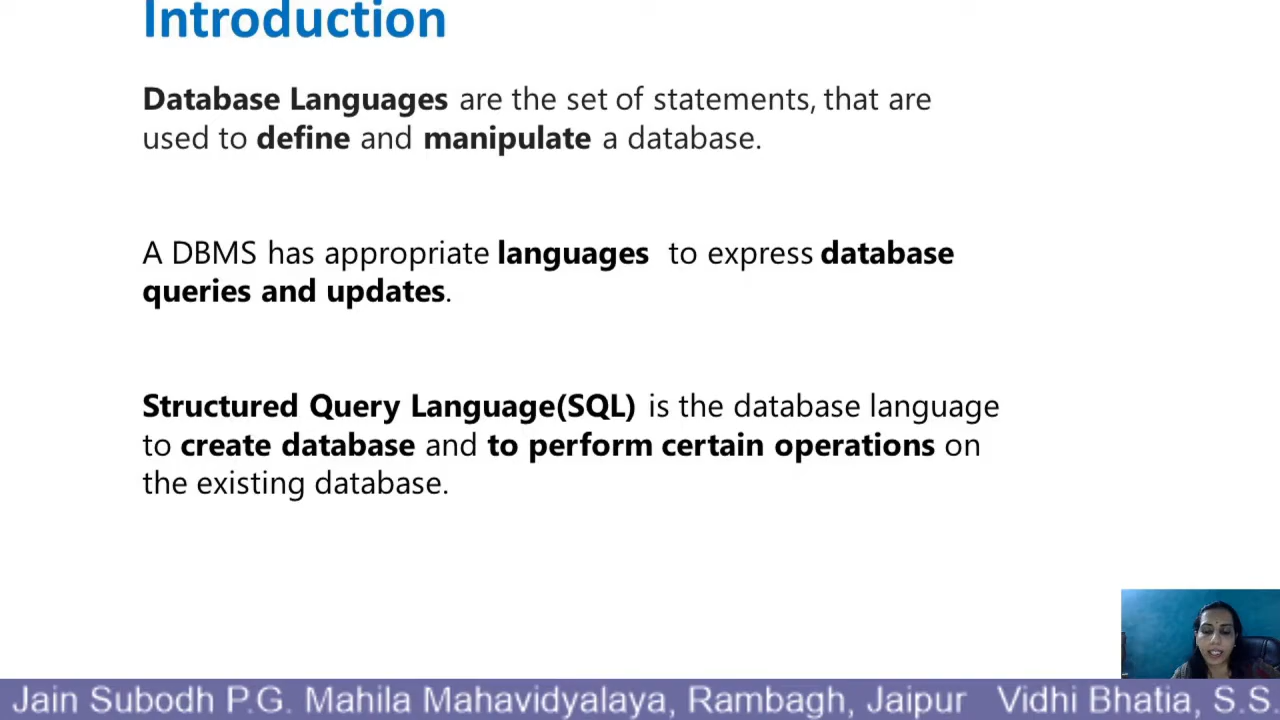 Introduction
Database Languages are the set of statements, that are
used to define and manipulate a database.
A DBMS has appropriate languages to express database
queries and updates.
Structured Query Language(SQL) is the database language
to create database and to perform certain operations on
the existing database.
Jain Subodh P.G. Mahila Mahavidyalaya, Rambagh, Jaipur Vidhi Bhatia, S.S.